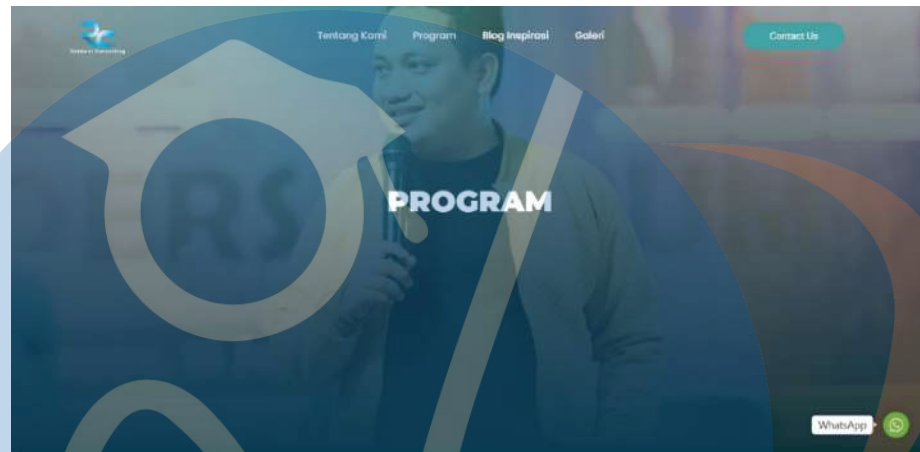 Tentang Kami Program Blog Inspirasi Galeri Contact Us
PROGRAM
WhatsApp